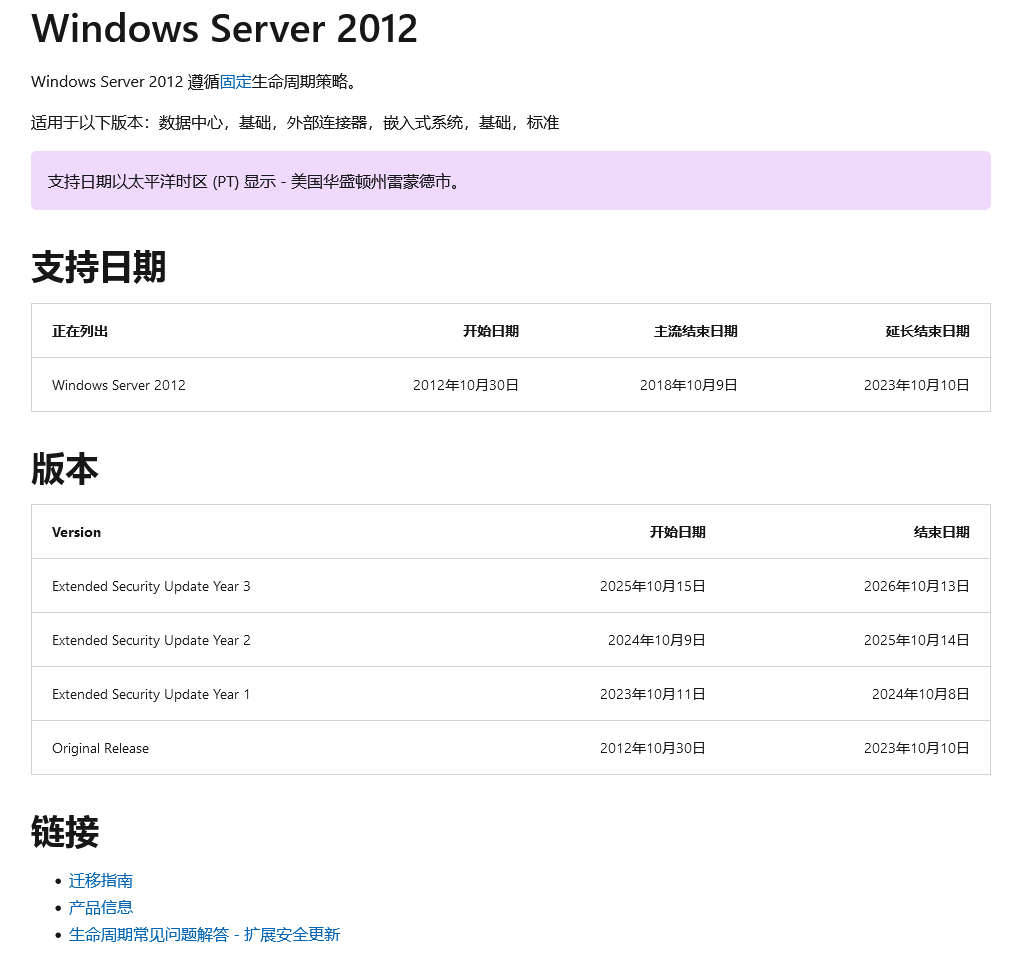 Windows Server 2012
Windows Server 2012 遵循固定生命周期策略。
适用于以下版本：数据中心，基础，外部连接器，嵌入式系统，基础，标准
支持日期以太平洋时区 (PT) 显示 - 美国华盛顿州雷蒙德市。
支持日期
正在列出 开始日期 主流结束日期 延长结束日期
Windows Server 2012 2012年10月30日 2018年10月9日 2023年10月10日
版本
Version 开始日期 结束日期
Extended Security Update Year 3 2025年10月15日 2026年10月13日
Extended Security Update Year 2 2024年10月9日 2025年10月14日
Extended Security Update Year 1 2023年10月11日 2024年10月8日
Original Release 2012年10月30日 2023年10月10日
链接
• 迁移指南
• 产品信息
• 生命周期常见问题解答 - 扩展安全更新